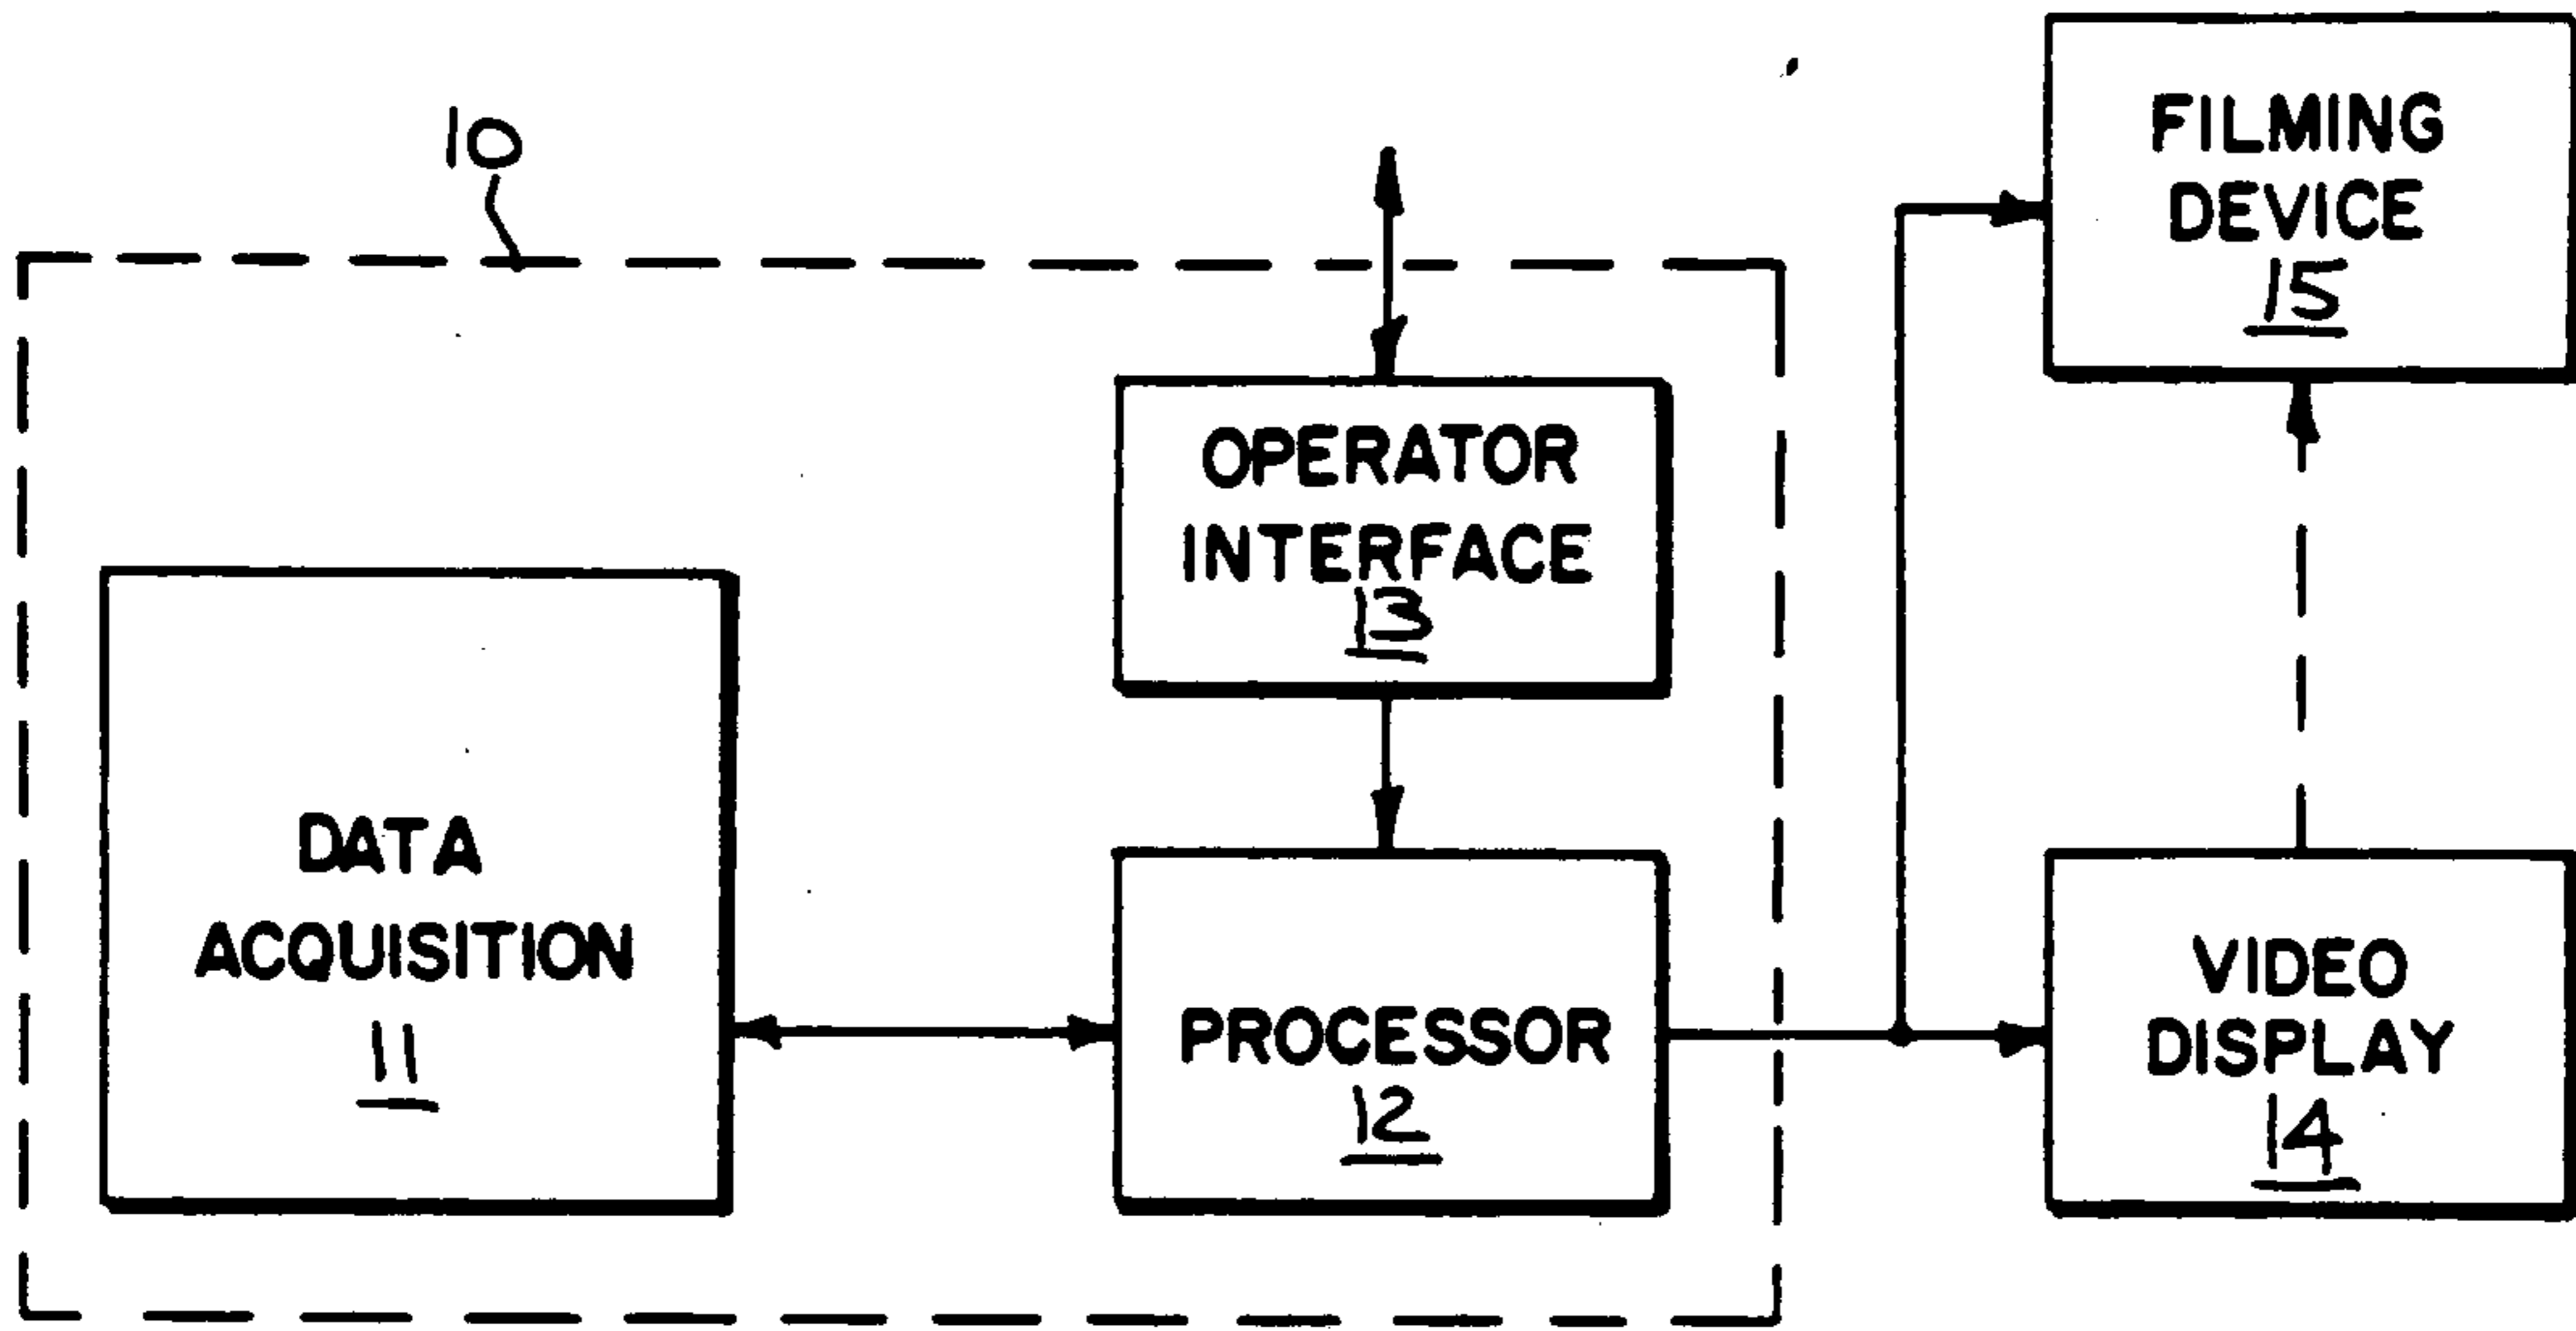 10
FILMING
DEVICE
15
OPERATOR
INTERFACE
13
DATA
ACQUISITION
11
PROCESSOR
12
VIDEO
DISPLAY
14